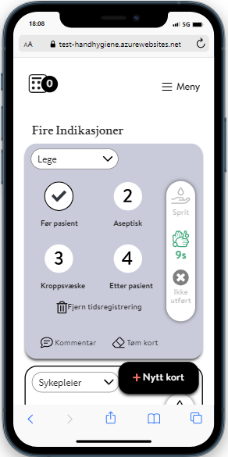 18:08
5G
AA test-handhygiene.azurewebsites.net
0
Meny
Fire Indikasjoner
Lege
2
Før pasient
Aseptisk
Sprit
9s
3
4
Kroppsvæske
Etter pasient
Ikke
utført
Fjern tidsregistrering
Kommentar
Tøm kort
Sykepleier
+ Nytt kort